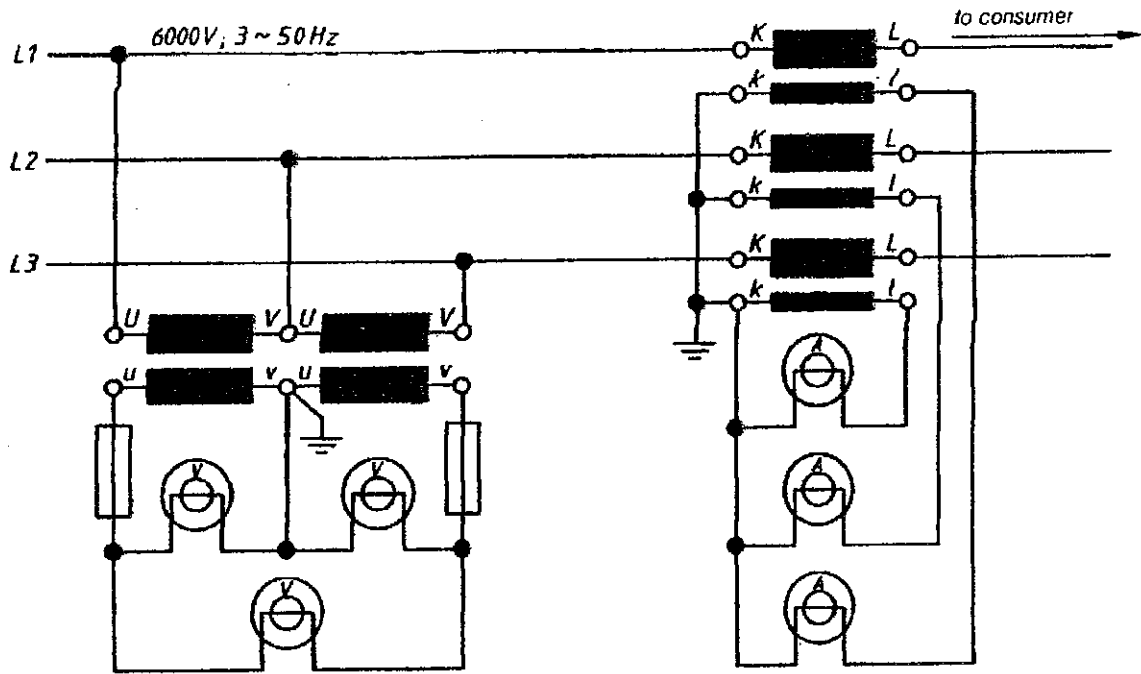 to consumer
6000V; 3~50Hz
L1
K L
k l
L2
K L
k l
L3
K L
k l
U V U V
u v u v
A
V V
A
V
A